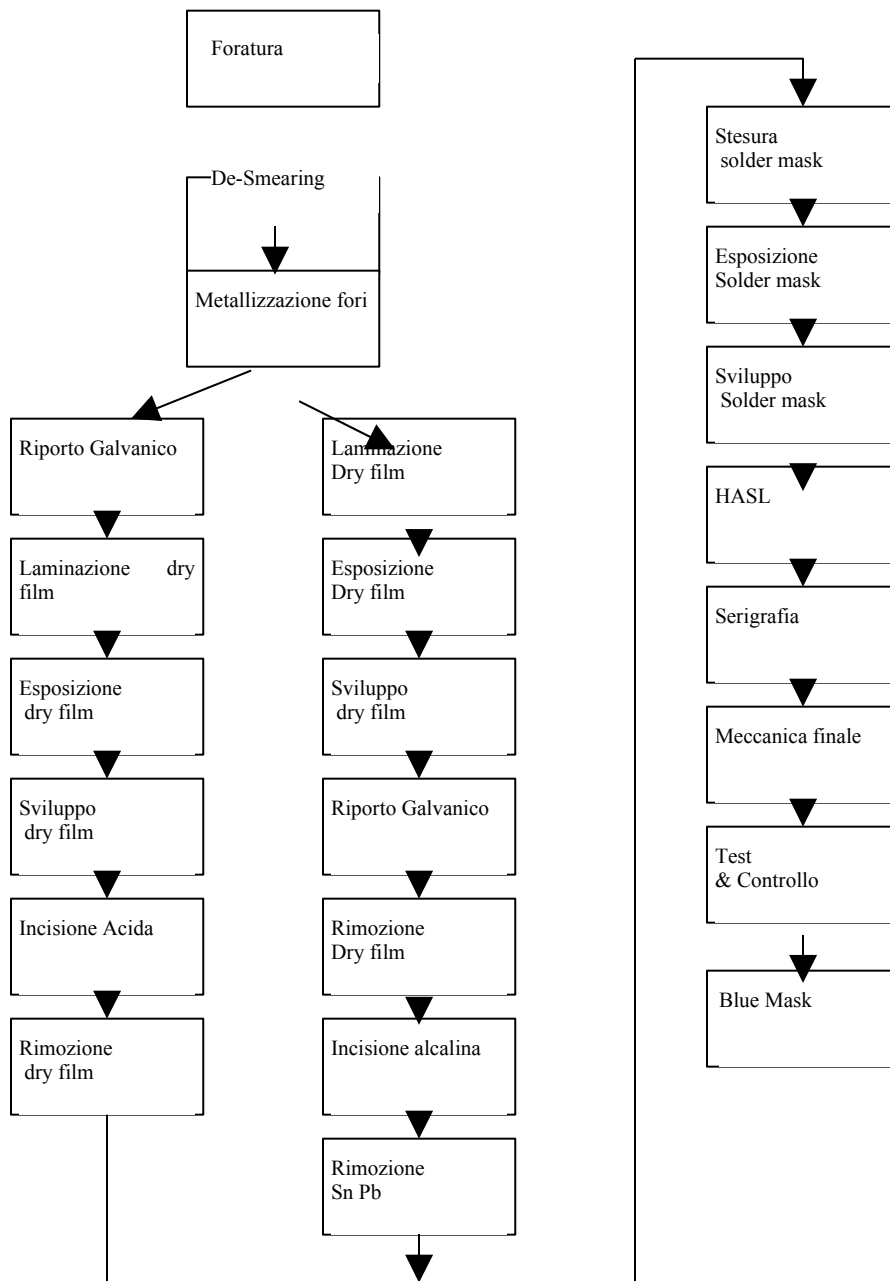 Foratura
De-Smearing
Metallizzazione fori
Riporto Galvanico
Laminazione dry
film
Esposizione
dry film
Sviluppo
dry film
Incisione Acida
Rimozione
dry film
Laminazione
Dry film
Esposizione
Dry film
Sviluppo
dry film
Riporto Galvanico
Rimozione
Dry film
Incisione alcalina
Rimozione
Sn Pb
Stesura
solder mask
Esposizione
Solder mask
Sviluppo
Solder mask
HASL
Serigrafia
Meccanica finale
Test
& Controllo
Blue Mask